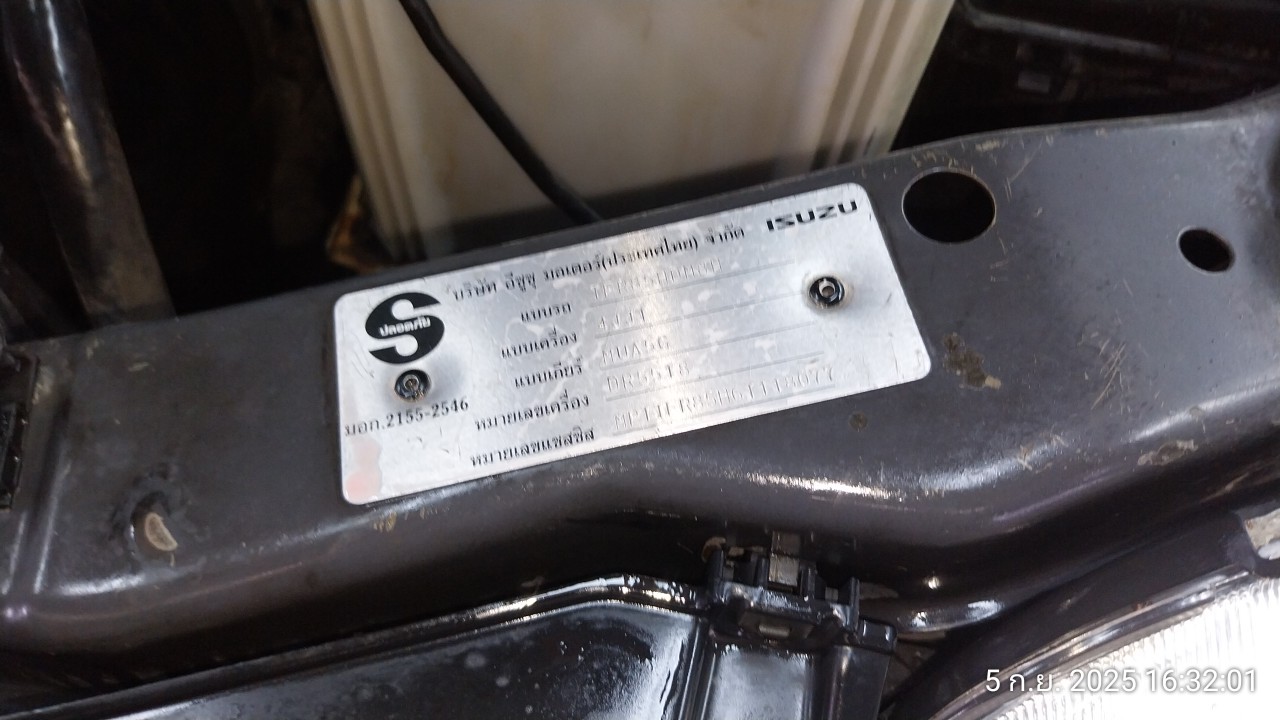 ISUZU
บริษัท อีซูซุ มอเตอร์(ประเทศไทย) จำกัด
ปลอดภัย
มอก.2155-2546
แบบรถ
แบบเครื่อง 4JJ1
แบบเกียร์ MUA5G
หมายเลขเครื่อง
หมายเลขแชสซีส
5 ก.ย. 2025 16:32:01